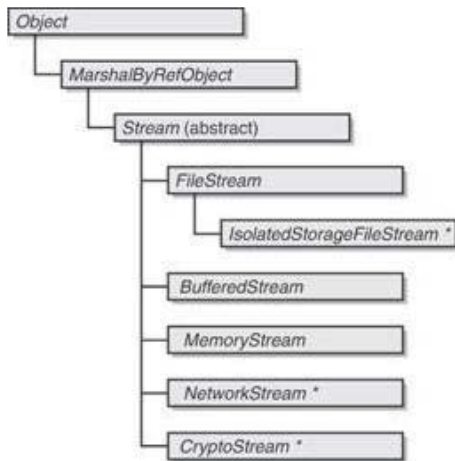 Object
MarshalByRefObject
Stream (abstract)
FileStream
IsolatedStorageFileStream *
BufferedStream
MemoryStream
NetworkStream *
CryptoStream *